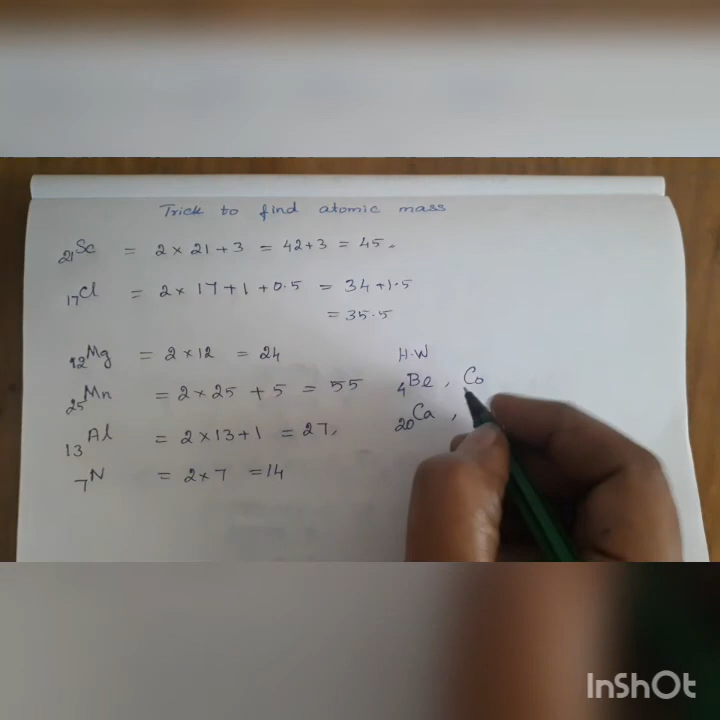 Trick to find atomic mass
21Sc = 2 × 21 + 3 = 42 + 3 = 45.
17Cl = 2 × 17 + 1 + 0.5 = 34 + 1.5
= 35.5
12Mg = 2 × 12 = 24
25Mn = 2 × 25 + 5 = 55
13Al = 2 × 13 + 1 = 27,
7N = 2 × 7 = 14
H.W
4Be, Co
20Ca,
InShOt